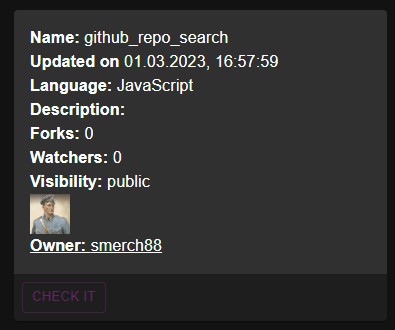 Name: github_repo_search
Updated on 01.03.2023, 16:57:59
Language: JavaScript
Description:
Forks: 0
Watchers: 0
Visibility: public
Owner: smerch88
CHECK IT